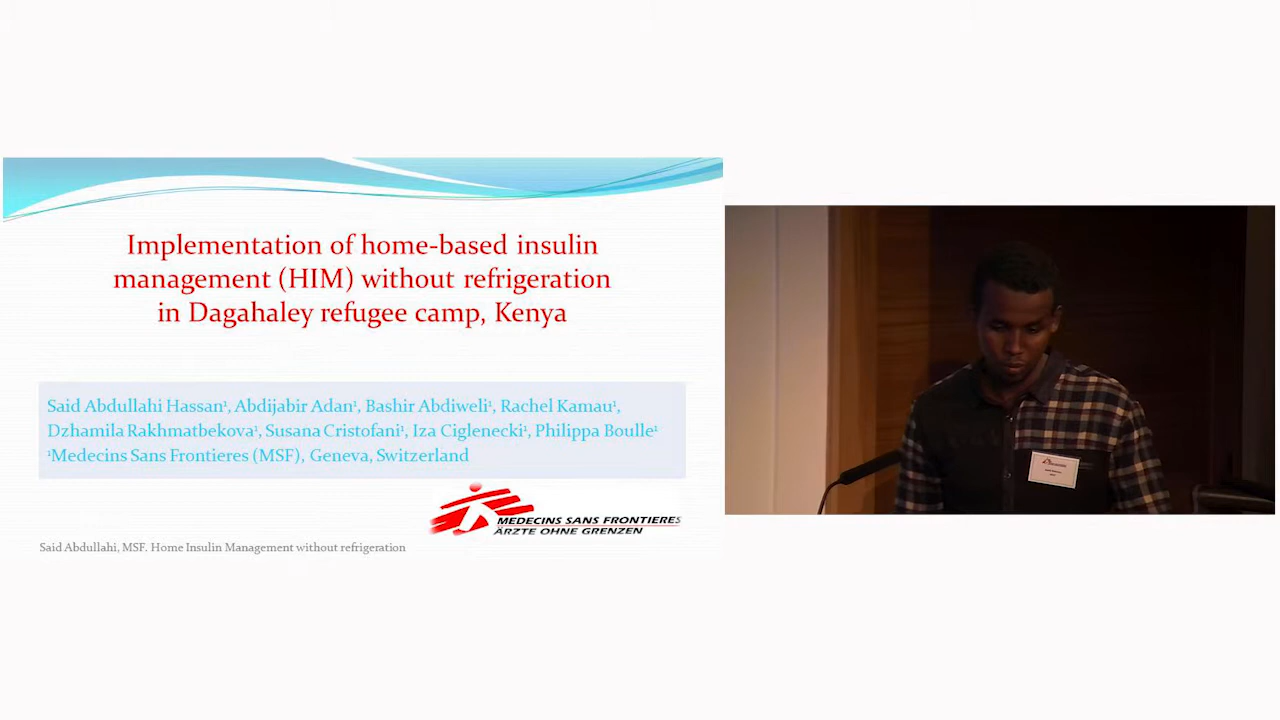 Implementation of home-based insulin
management (HIM) without refrigeration
in Dagahaley refugee camp, Kenya
Said Abdullahi Hassan¹, Abdijabir Adan¹, Bashir Abdiweli¹, Rachel Kamau¹,
Dzhamila Rakhmatbekova¹, Susana Cristofani¹, Iza Ciglenecki¹, Philippa Boulle¹
¹Medecins Sans Frontieres (MSF), Geneva, Switzerland
MEDECINS SANS FRONTIERES
ÄRZTE OHNE GRENZEN
Said Abdullahi, MSF. Home Insulin Management without refrigeration